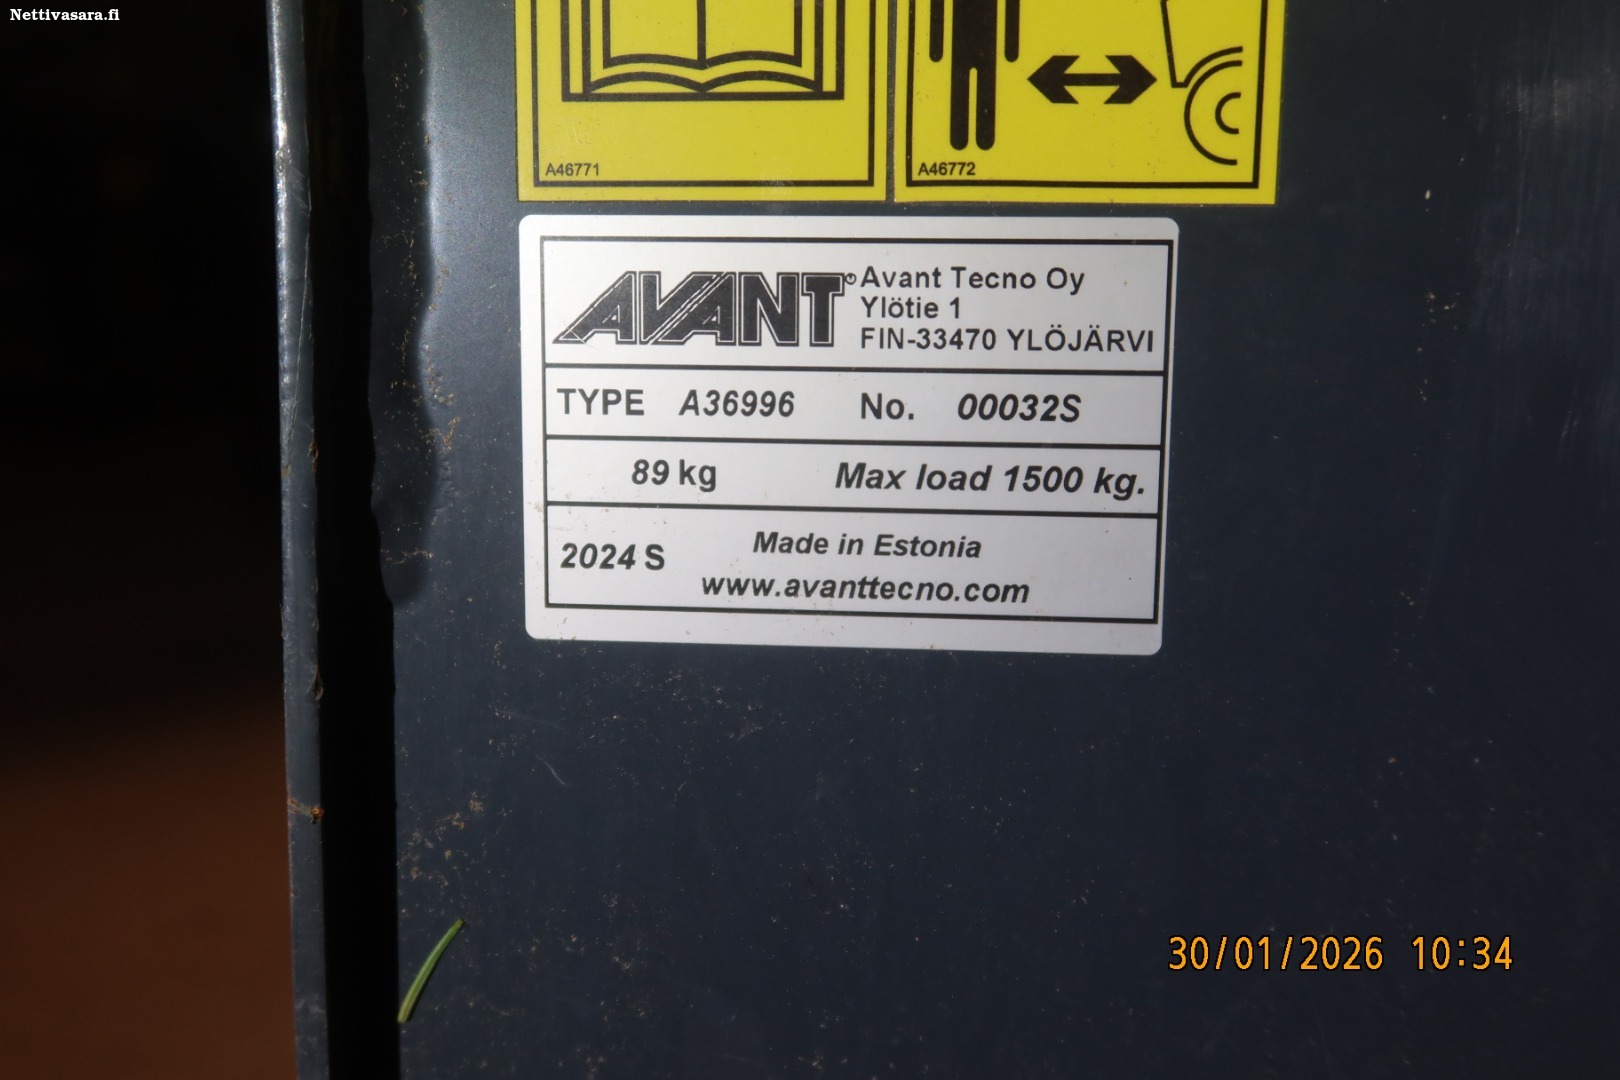 Nettivasara.fi
A46771
A46772
AVANT® Avant Tecno Oy
Ylötie 1
FIN-33470 YLÖJÄRVI
TYPE A36996 No. 00032S
89 kg Max load 1500 kg.
2024 S Made in Estonia
www.avanttecno.com
30/01/2026 10:34